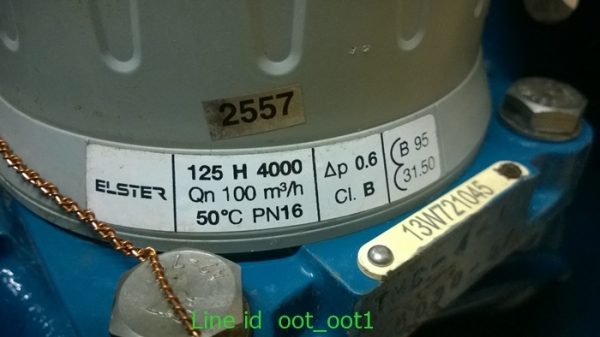 2557
ELSTER
125 H 4000
Qn 100 m³/h
50°C PN16
Δp 0.6
Cl. B
B 95
31.50
13W721045
Line id oot_oot1